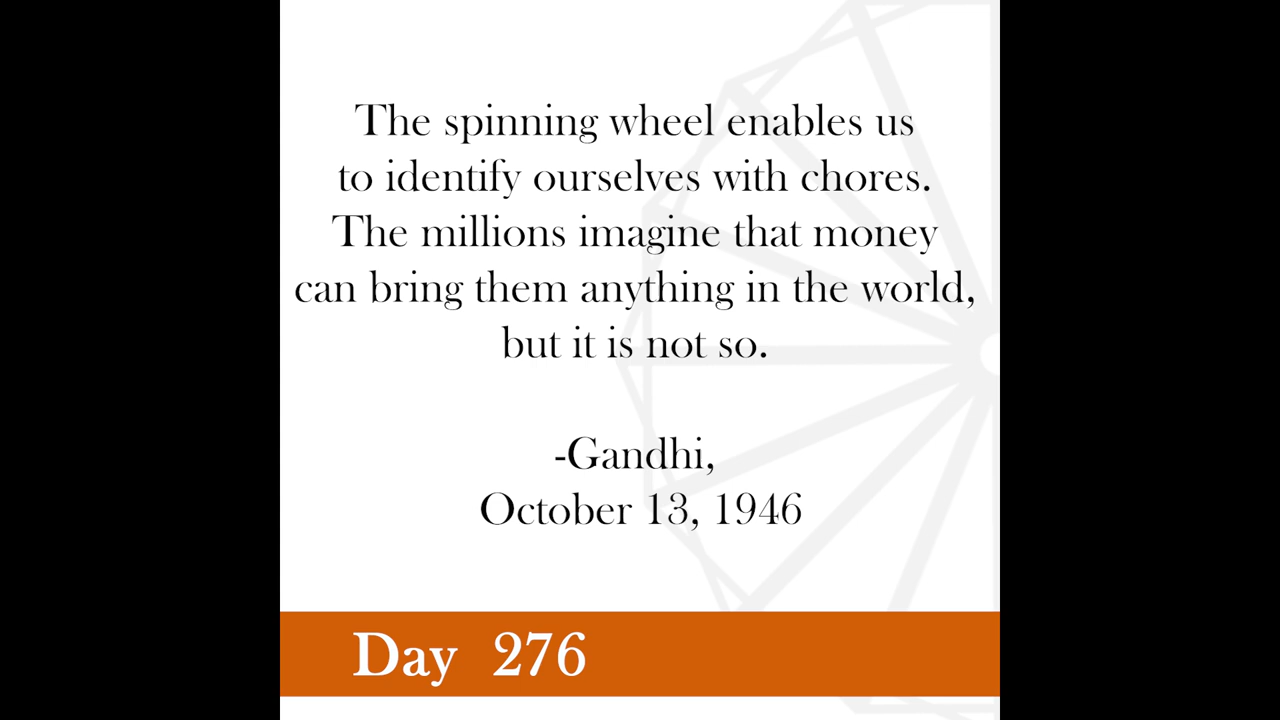 The spinning wheel enables us
to identify ourselves with chores.
The millions imagine that money
can bring them anything in the world,
but it is not so.
-Gandhi,
October 13, 1946
Day 276